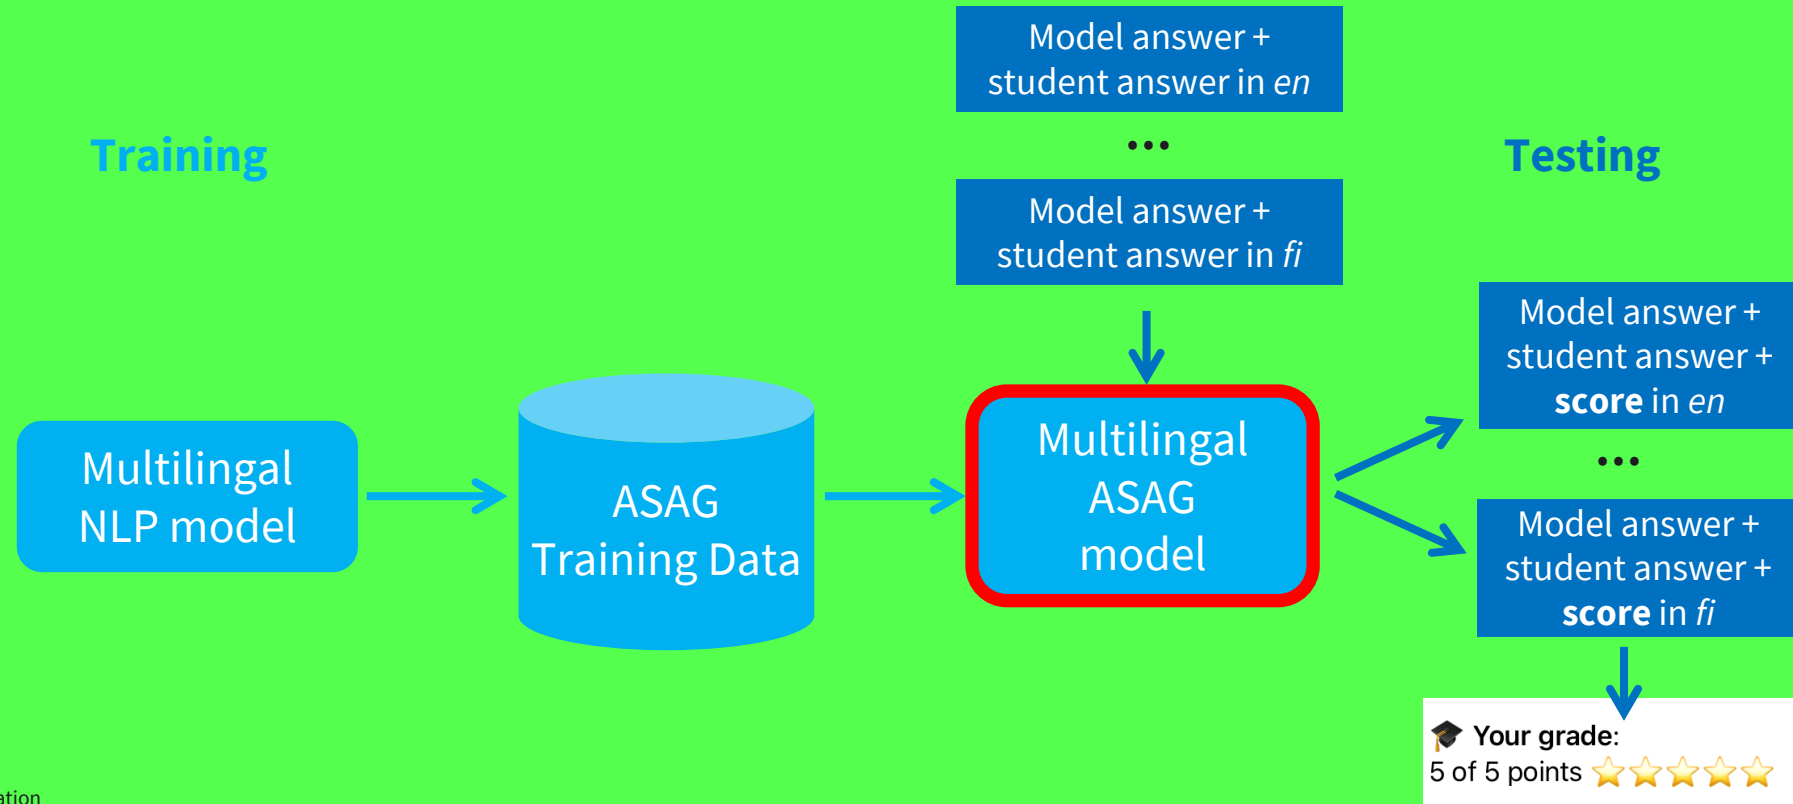 Training
Model answer +
student answer in en
...
Model answer +
student answer in fi
Testing
Multilingal
NLP model
ASAG
Training Data
Multilingal
ASAG
model
Model answer +
student answer +
score in en
...
Model answer +
student answer +
score in fi
Your grade:
5 of 5 points